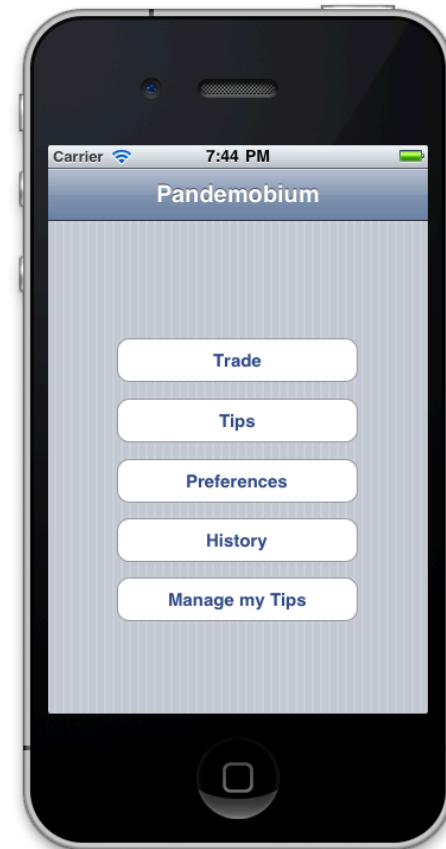 Carrier 7:44 PM
Pandemobium
Trade
Tips
Preferences
History
Manage my Tips